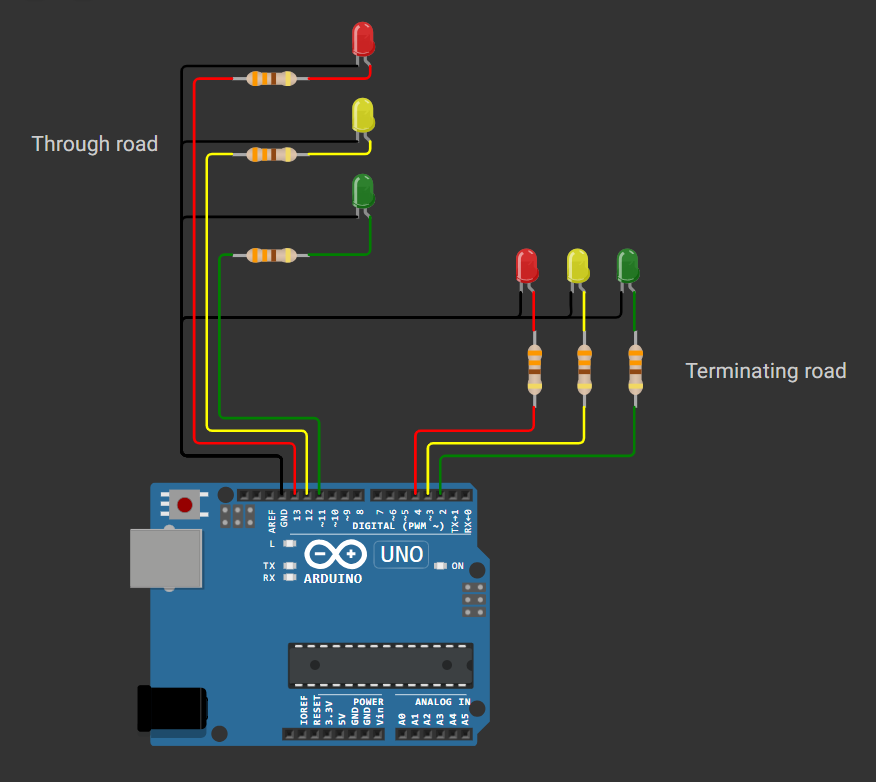 Through road
Terminating road
AREF
GND
13
12
~11
~10
~9
8
7
~6
~5
4
~3
2
TX→1
RX←0
DIGITAL (PWM ~)
L
TX
RX
UNO
ON
ARDUINO
POWER
ANALOG IN
IOREF
RESET
3.3V
5V
GND
GND
Vin
A0
A1
A2
A3
A4
A5